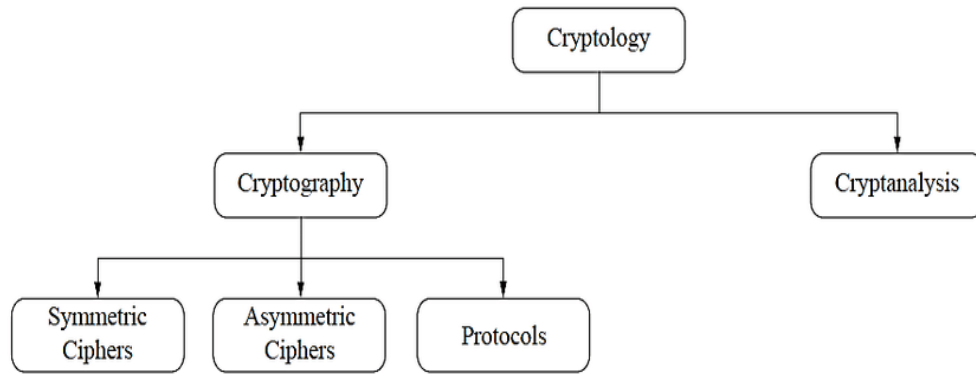 Cryptology
Cryptography
Cryptanalysis
Symmetric
Ciphers
Asymmetric
Ciphers
Protocols